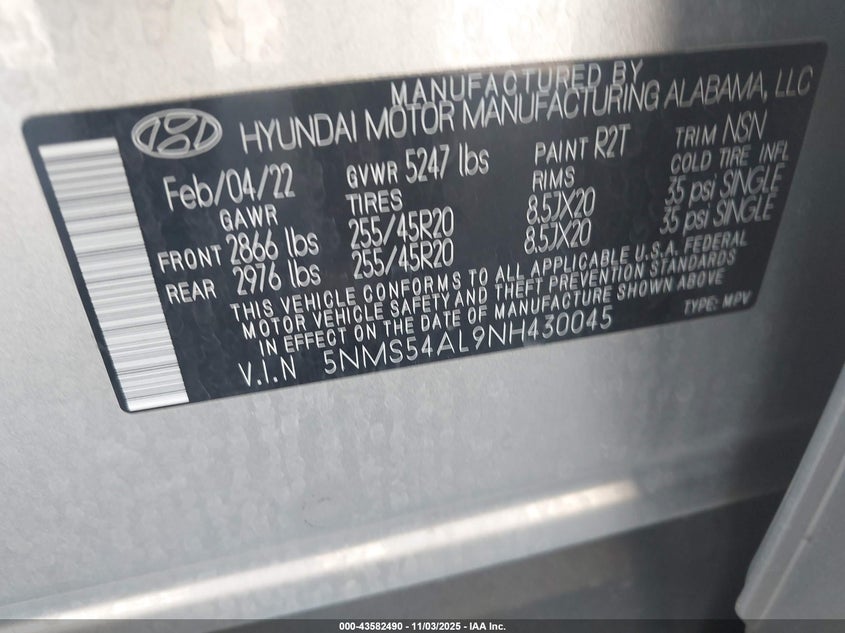 MANUFACTURED BY
HYUNDAI MOTOR MANUFACTURING ALABAMA, LLC
Feb/04/22 GVWR 5247 lbs PAINT R2T TRIM NSN
GAWR TIRES RIMS COLD TIRE INFL
FRONT 2866 lbs 255/45R20 8.5JX20 35 psi SINGLE
REAR 2976 lbs 255/45R20 8.5JX20 35 psi SINGLE
THIS VEHICLE CONFORMS TO ALL APPLICABLE U.S.A. FEDERAL
MOTOR VEHICLE SAFETY AND THEFT PREVENTION STANDARDS
IN EFFECT ON THE DATE OF MANUFACTURE SHOWN ABOVE
V.I.N 5NMS54AL9NH430045 TYPE: MPV
000-43582490 - 11/03/2025 - IAA Inc.